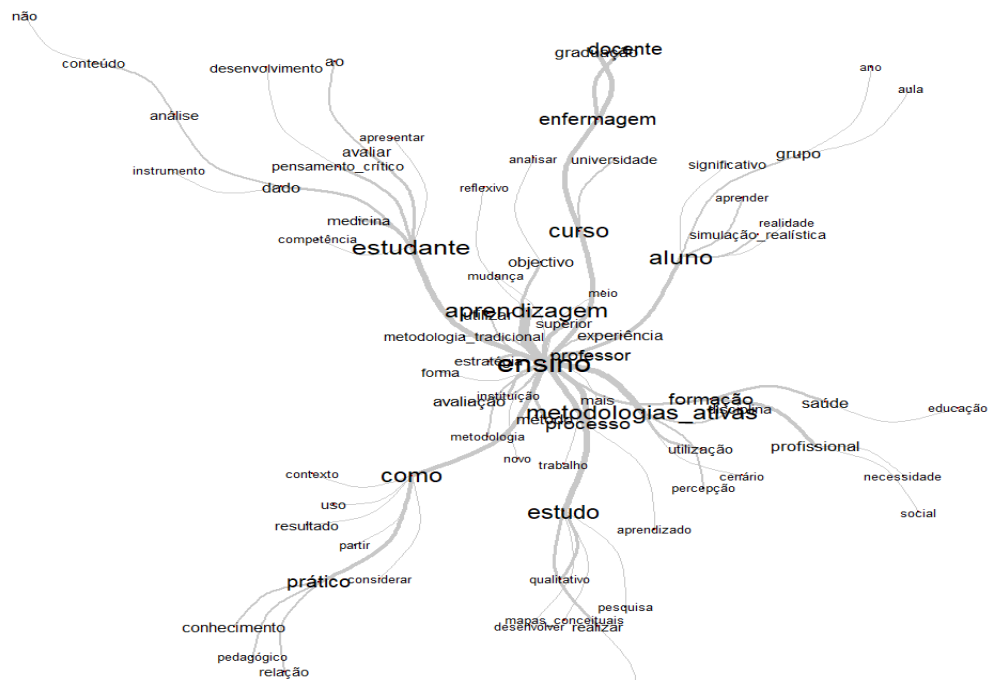 não
docente
graduação
conteúdo
desenvolvimento
ao
ano
aula
análise
enfermagem
apresentar
avaliar
pensamento_crítico
analisar
universidade
grupo
significativo
instrumento
dado
reflexivo
aprender
medicina
competência
estudante
curso
realidade
simulação_realística
objectivo
aluno
mudança
meio
aprendizagem
utilizar
superior
metodologia_tradicional
experiência
professor
estratégia
ensino
forma
instituição
avaliação
mais
formação
disciplina
saúde
educação
metodologias_ativas
método
processo
metodologia
utilização
profissional
novo
trabalho
contexto
como
cenário
necessidade
percepção
uso
estudo
social
resultado
aprendizado
partir
prático
considerar
qualitativo
pesquisa
conhecimento
mapas_conceituais
desenvolver
realizar
pedagógico
relação